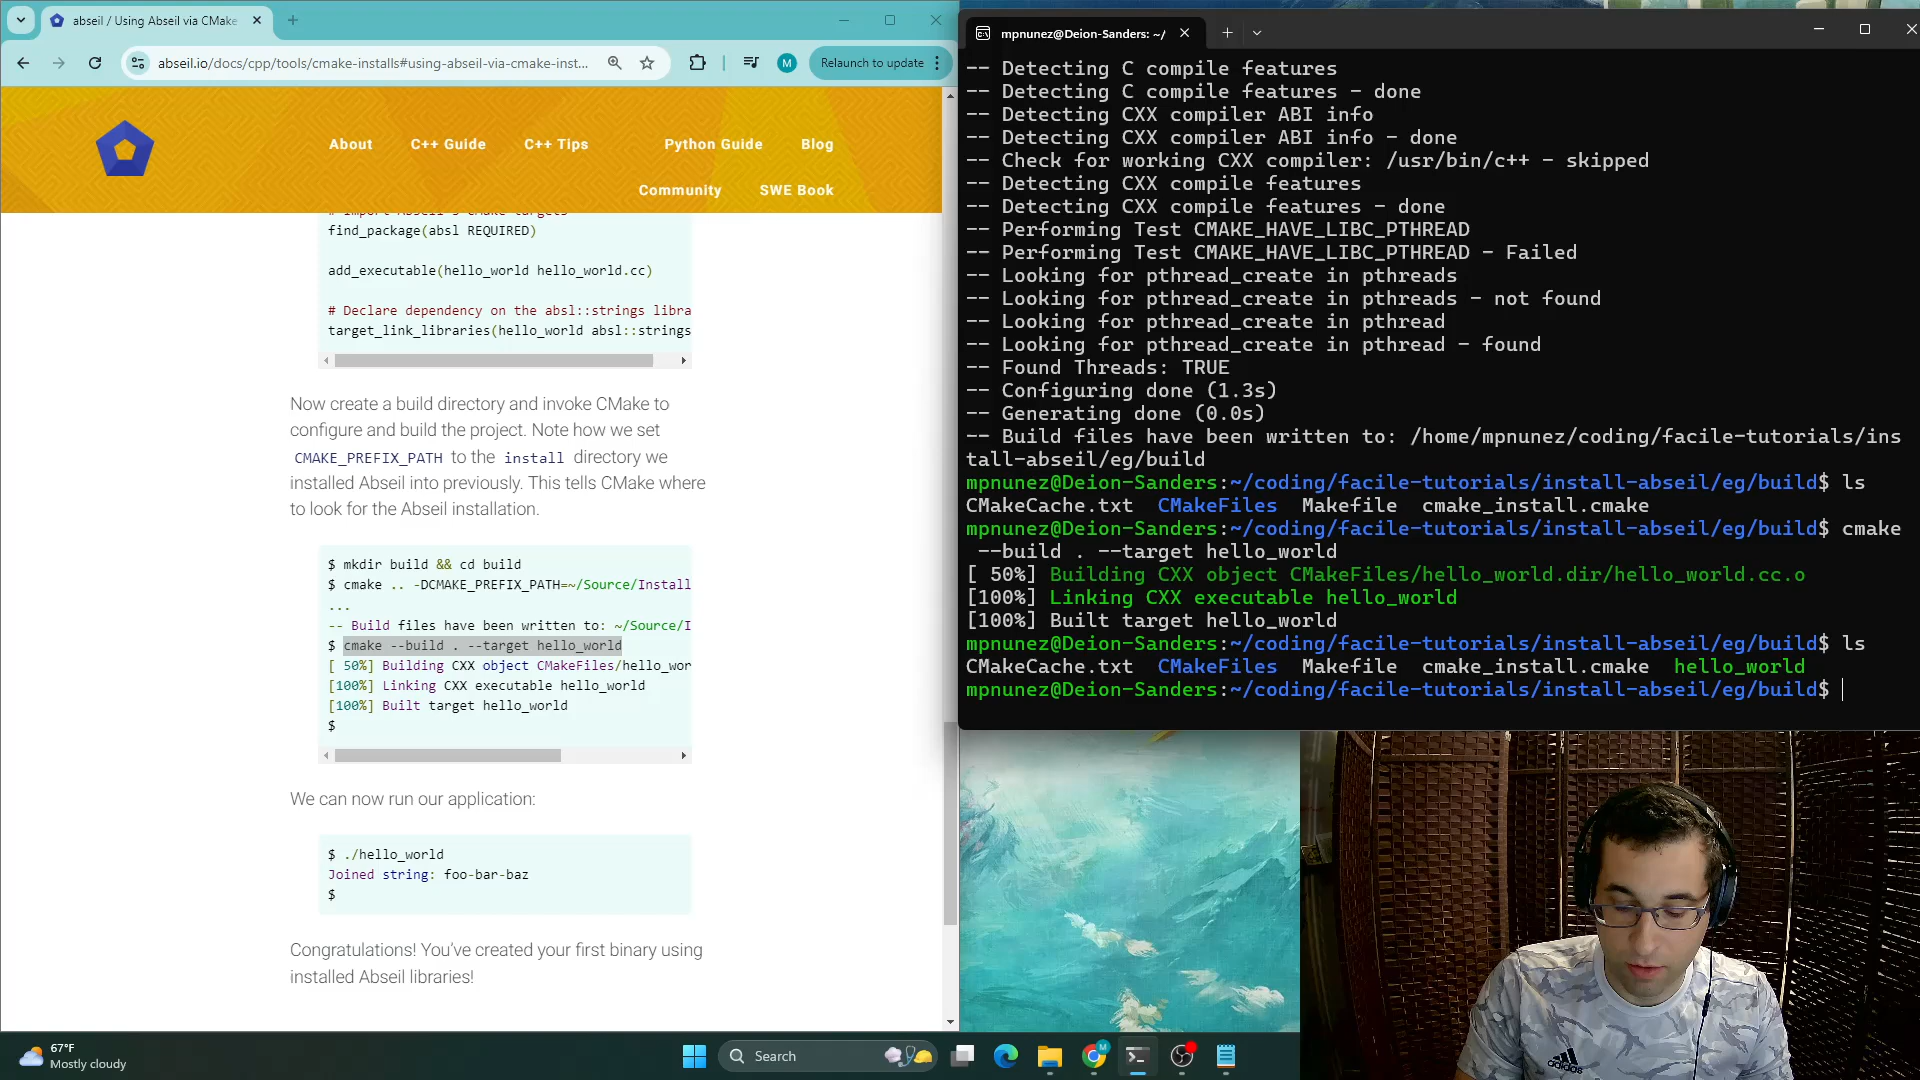 abseil / Using Abseil via CMake
abseil.io/docs/cpp/tools/cmake-installs#using-abseil-via-cmake-inst...
M
Relaunch to update
About
C++ Guide
C++ Tips
Python Guide
Blog
Community
SWE Book
find_package(absl REQUIRED)
add_executable(hello_world hello_world.cc)
# Declare dependency on the absl::strings libra
target_link_libraries(hello_world absl::strings
Now create a build directory and invoke CMake to
configure and build the project. Note how we set
CMAKE_PREFIX_PATH to the install directory we
installed Abseil into previously. This tells CMake where
to look for the Abseil installation.
$ mkdir build && cd build
$ cmake .. -DCMAKE_PREFIX_PATH=~/Source/Install
...
-- Build files have been written to: ~/Source/I
$ cmake --build . --target hello_world
[ 50%] Building CXX object CMakeFiles/hello_wor
[100%] Linking CXX executable hello_world
[100%] Built target hello_world
$
We can now run our application:
$ ./hello_world
Joined string: foo-bar-baz
$
Congratulations! You've created your first binary using
installed Abseil libraries!
mpnunez@Deion-Sanders: ~/
-- Detecting C compile features
-- Detecting C compile features - done
-- Detecting CXX compiler ABI info
-- Detecting CXX compiler ABI info - done
-- Check for working CXX compiler: /usr/bin/c++ - skipped
-- Detecting CXX compile features
-- Detecting CXX compile features - done
-- Performing Test CMAKE_HAVE_LIBC_PTHREAD
-- Performing Test CMAKE_HAVE_LIBC_PTHREAD - Failed
-- Looking for pthread_create in pthreads
-- Looking for pthread_create in pthreads - not found
-- Looking for pthread_create in pthread
-- Looking for pthread_create in pthread - found
-- Found Threads: TRUE
-- Configuring done (1.3s)
-- Generating done (0.0s)
-- Build files have been written to: /home/mpnunez/coding/facile-tutorials/ins
tall-abseil/eg/build
mpnunez@Deion-Sanders:~/coding/facile-tutorials/install-abseil/eg/build$ ls
CMakeCache.txt CMakeFiles Makefile cmake_install.cmake
mpnunez@Deion-Sanders:~/coding/facile-tutorials/install-abseil/eg/build$ cmake
--build . --target hello_world
[ 50%] Building CXX object CMakeFiles/hello_world.dir/hello_world.cc.o
[100%] Linking CXX executable hello_world
[100%] Built target hello_world
mpnunez@Deion-Sanders:~/coding/facile-tutorials/install-abseil/eg/build$ ls
CMakeCache.txt CMakeFiles Makefile cmake_install.cmake hello_world
mpnunez@Deion-Sanders:~/coding/facile-tutorials/install-abseil/eg/build$
adidas
67°F
Mostly cloudy
Search
M